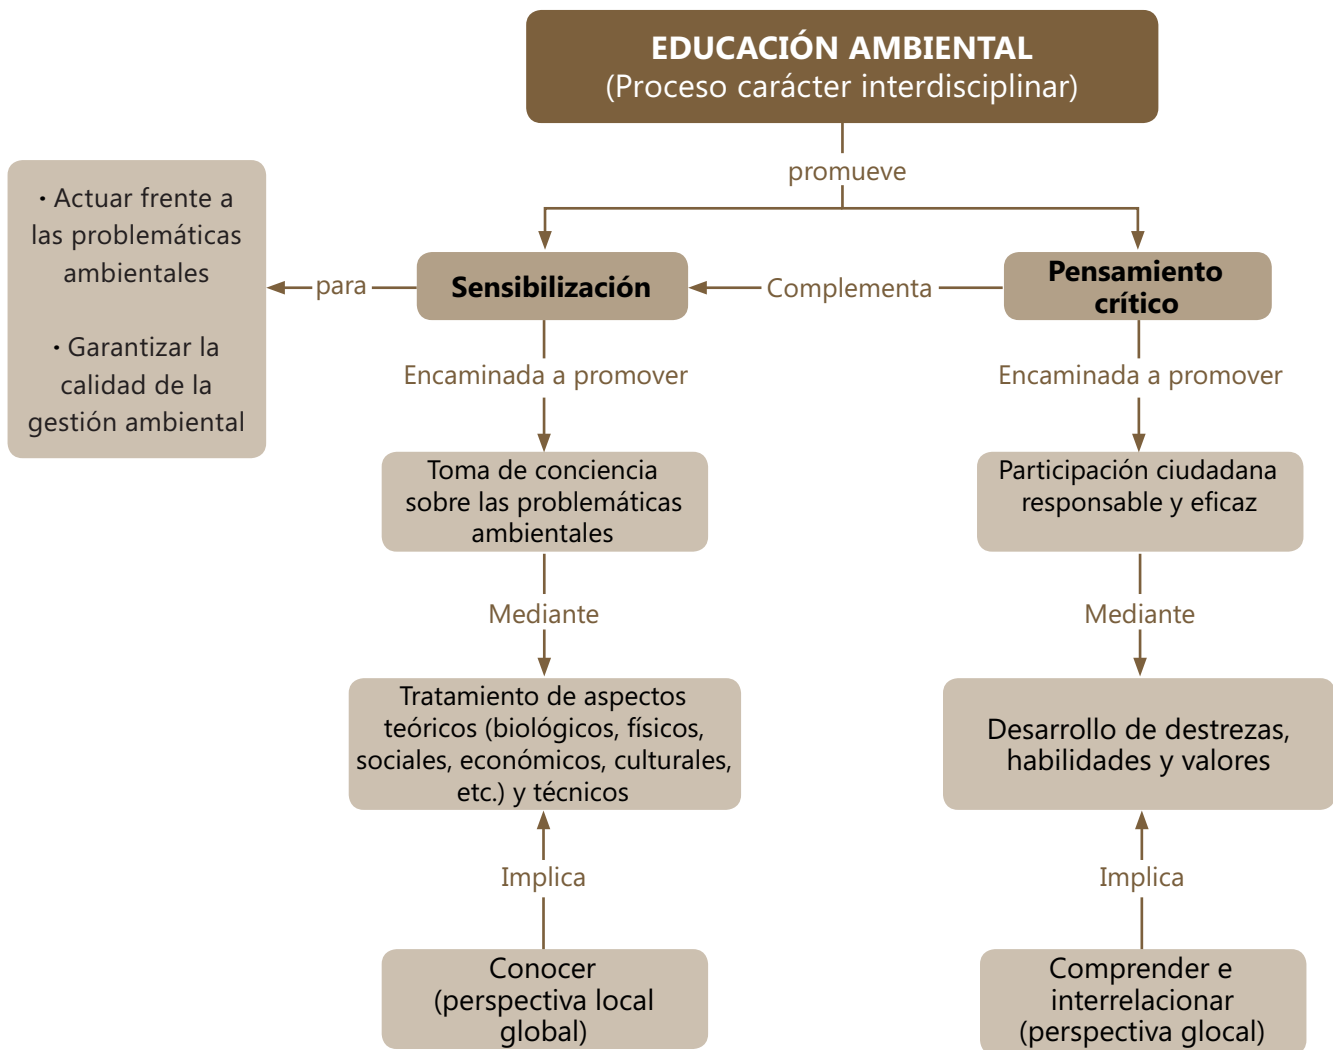 EDUCACIÓN AMBIENTAL
(Proceso carácter interdisciplinar)
promueve
• Actuar frente a
las problemáticas
ambientales
• Garantizar la
calidad de la
gestión ambiental
para
Sensibilización
Complementa
Pensamiento
crítico
Encaminada a promover
Encaminada a promover
Toma de conciencia
sobre las problemáticas
ambientales
Participación ciudadana
responsable y eficaz
Mediante
Mediante
Tratamiento de aspectos
teóricos (biológicos, físicos,
sociales, económicos, culturales,
etc.) y técnicos
Desarrollo de destrezas,
habilidades y valores
Implica
Implica
Conocer
(perspectiva local
global)
Comprender e
interrelacionar
(perspectiva glocal)